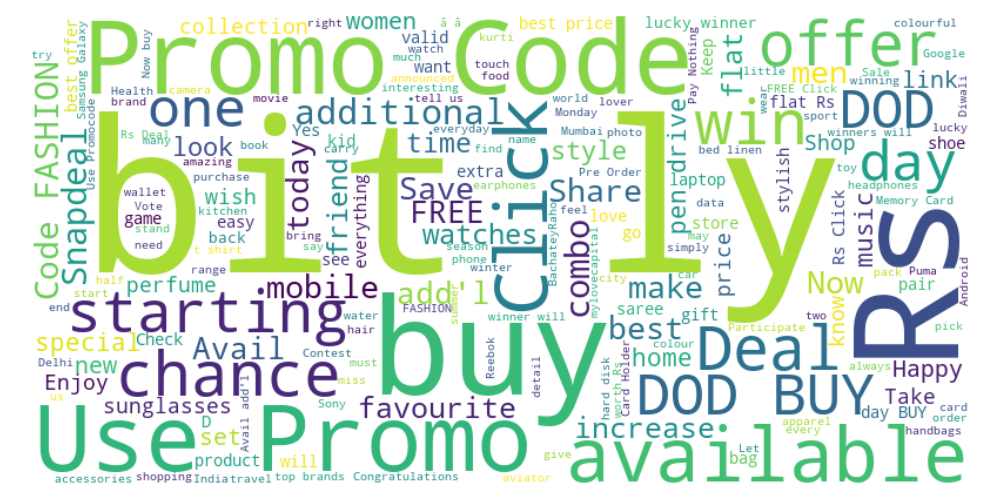 bit ly
Promo Code
Rs
buy
Use Promo
Click
available
offer
one
additional
win
DOD
day
chance
starting
Deal
DOD BUY
Code FASHION
Snapdeal
collection
women
valid
want
time
style
flat
men
link
best price
lucky winner
colourful
Google
right
watch
kurti
â â
try
Samsung Galaxy
best offer
Now buy
much
announced
interesting
touch
food
Keep
Pay Nothing
little
Sale
winning
FREE Click
wear
flat Rs
sport
winners will
lucky
Diwali
shoe
Health
brand
camera
movie
tell us
world
lover
Monday
Rs Deal
many
Use Promocode
look
book
Yes
kid
everyday
find
name
Mumbai
photo
pen drive
bed linen
stylish
Shop
amazing
purchase
today
friend
carry
extra
earphones
Pre Order
laptop
data
toy
headphones
Memory Card
wallet
Vote
game
stand
need
kitchen
wish
easy
back
t shirt
bring
say
see
everything
Save
FREE
watches
Share
feel
BachateyRaho
love
go
store
may
simply
price
music
Rs Click
pack
Puma
pair
Android
season
phone
winter
combo
mylovecapital
city
car
make
Now
know
half
start
range
perfume
mobile
add'l
summer
saree
gift
Participate
two
pick
end
water
hair
FASHION
winner will
best
colour
home
special
Check
Avail
Contest
must
miss
Reebok
detail
hard disk
worth Rs
Card Holder
always
Happy
Delhi
new
Enjoy
us
Sony
favourite
Take
card
order
day BUY
handbags
sunglasses
D
set
Avail add'l
increase
apparel
every
product
will
give
Let
bag
accessories
shopping
Indiatravel
top brands
Congratulations
aviator